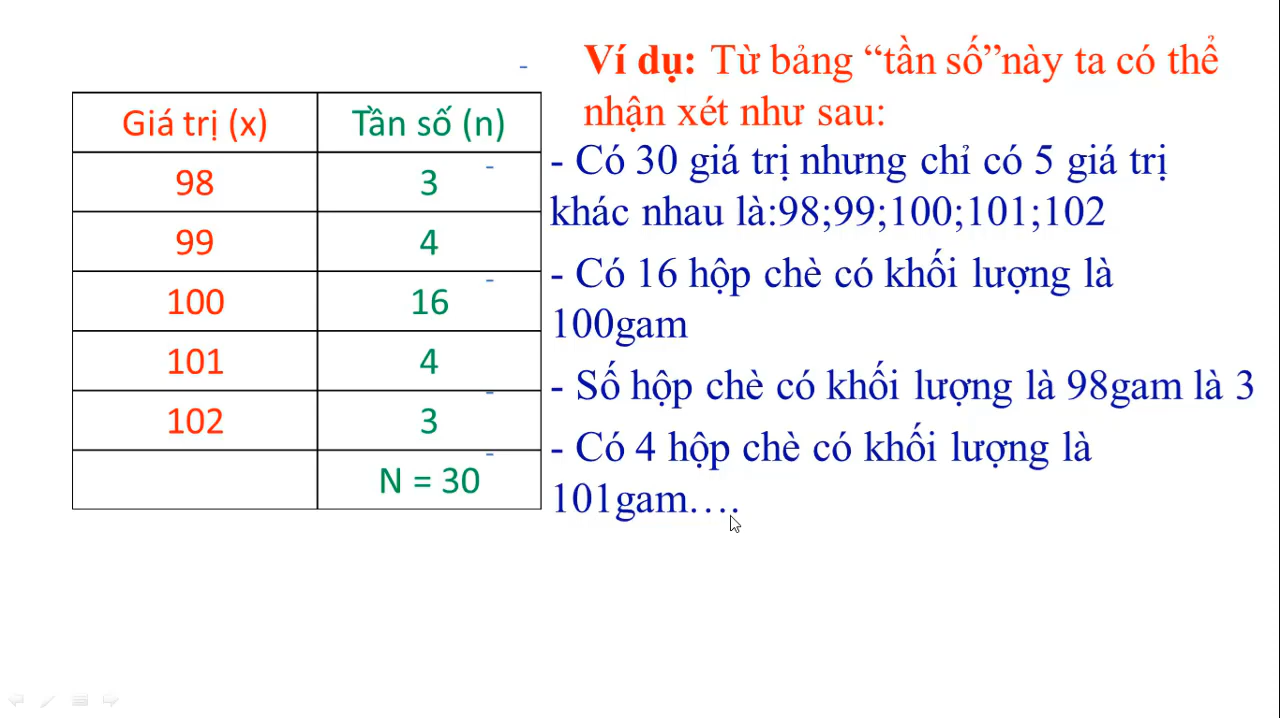 Giá trị (x) Tần số (n)
98 3
99 4
100 16
101 4
102 3
N = 30
Ví dụ: Từ bảng “tần số”này ta có thể
nhận xét như sau:
- Có 30 giá trị nhưng chỉ có 5 giá trị
khác nhau là:98;99;100;101;102
- Có 16 hộp chè có khối lượng là
100gam
- Số hộp chè có khối lượng là 98gam là 3
- Có 4 hộp chè có khối lượng là
101gam….